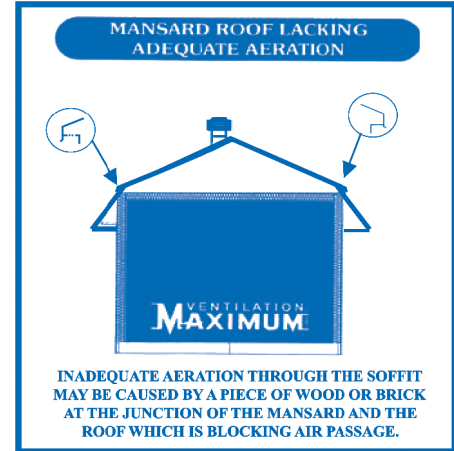 MANSARD ROOF LACKING
ADEQUATE AERATION
VENTILATION
MAXIMUM
INADEQUATE AERATION THROUGH THE SOFFIT
MAY BE CAUSED BY A PIECE OF WOOD OR BRICK
AT THE JUNCTION OF THE MANSARD AND THE
ROOF WHICH IS BLOCKING AIR PASSAGE.